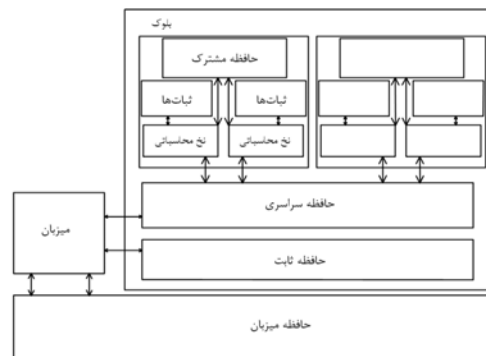 بلوک
حافظه مشترک
ثبات‌ها
ثبات‌ها
نخ محاسباتی
نخ محاسباتی
حافظه سراسری
میزبان
حافظه ثابت
حافظه میزبان